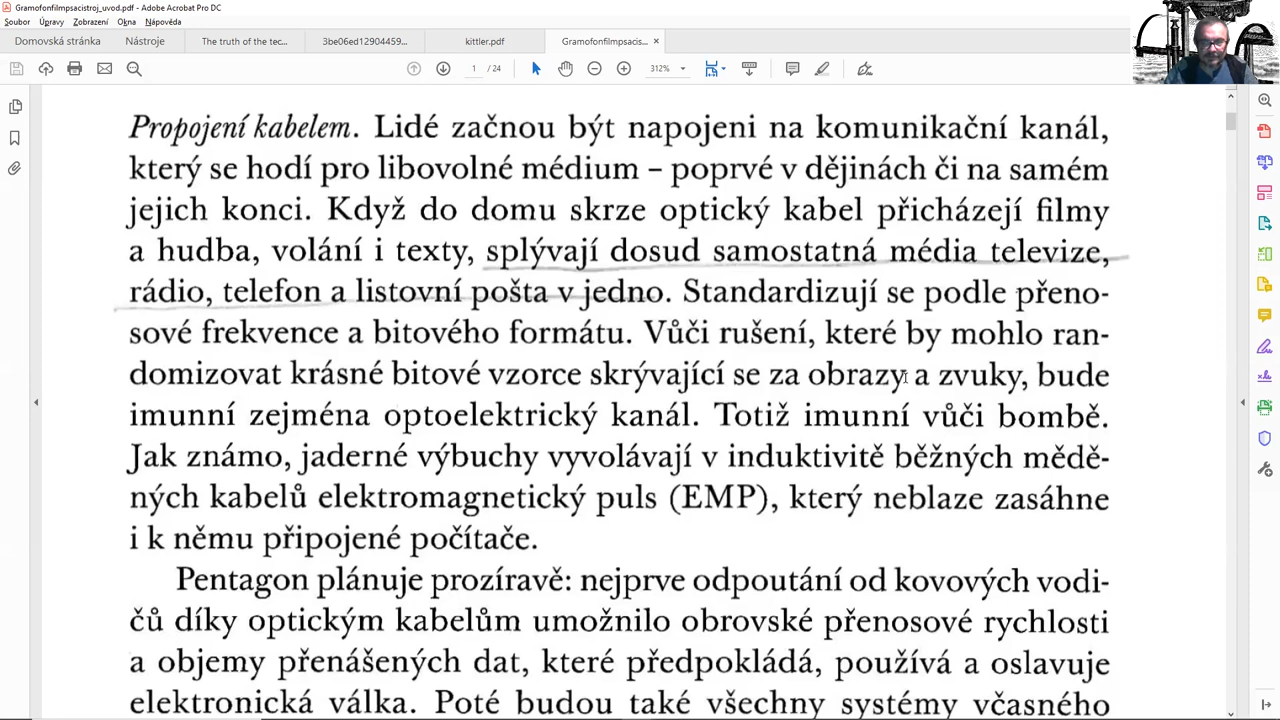 Gramofonfilmpsacistroj_uvod.pdf - Adobe Acrobat Pro DC
Soubor Úpravy Zobrazení Okna Nápověda
Domovská stránka Nástroje The truth of the tec... 3be06ed12904459... kittler.pdf Gramofonfilmpsacis... ×
1 / 24 312%
Propojení kabelem. Lidé začnou být napojeni na komunikační kanál,
který se hodí pro libovolné médium – poprvé v dějinách či na samém
jejich konci. Když do domu skrze optický kabel přicházejí filmy
a hudba, volání i texty, splývají dosud samostatná média televize,
rádio, telefon a listovní pošta v jedno. Standardizují se podle přeno-
sové frekvence a bitového formátu. Vůči rušení, které by mohlo ran-
domizovat krásné bitové vzorce skrývající se za obrazy a zvuky, bude
imunní zejména optoelektrický kanál. Totiž imunní vůči bombě.
Jak známo, jaderné výbuchy vyvolávají v induktivitě běžných mědě-
ných kabelů elektromagnetický puls (EMP), který neblaze zasáhne
i k němu připojené počítače.
Pentagon plánuje prozíravě: nejprve odpoutání od kovových vodi-
čů díky optickým kabelům umožnilo obrovské přenosové rychlosti
a objemy přenášených dat, které předpokládá, používá a oslavuje
elektronická válka. Poté budou také všechny systémy včasného